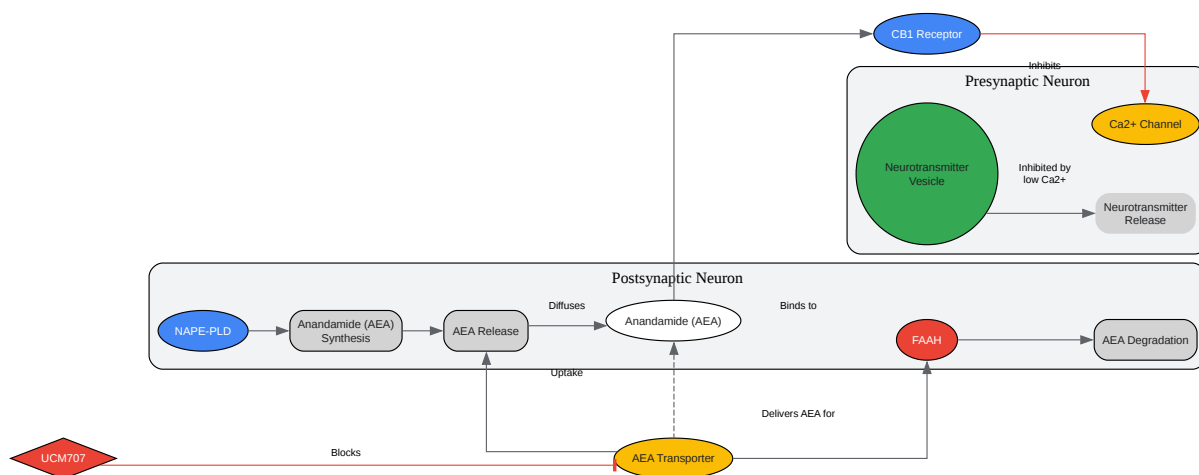 CB1 Receptor
Inhibits
Presynaptic Neuron
Ca2+ Channel
Neurotransmitter
Vesicle
Inhibited by
low Ca2+
Neurotransmitter
Release
Postsynaptic Neuron
NAPE-PLD
Anandamide (AEA)
Synthesis
AEA Release
Diffuses
Anandamide (AEA)
Binds to
FAAH
AEA Degradation
Uptake
Delivers AEA for
UCM707
Blocks
AEA Transporter